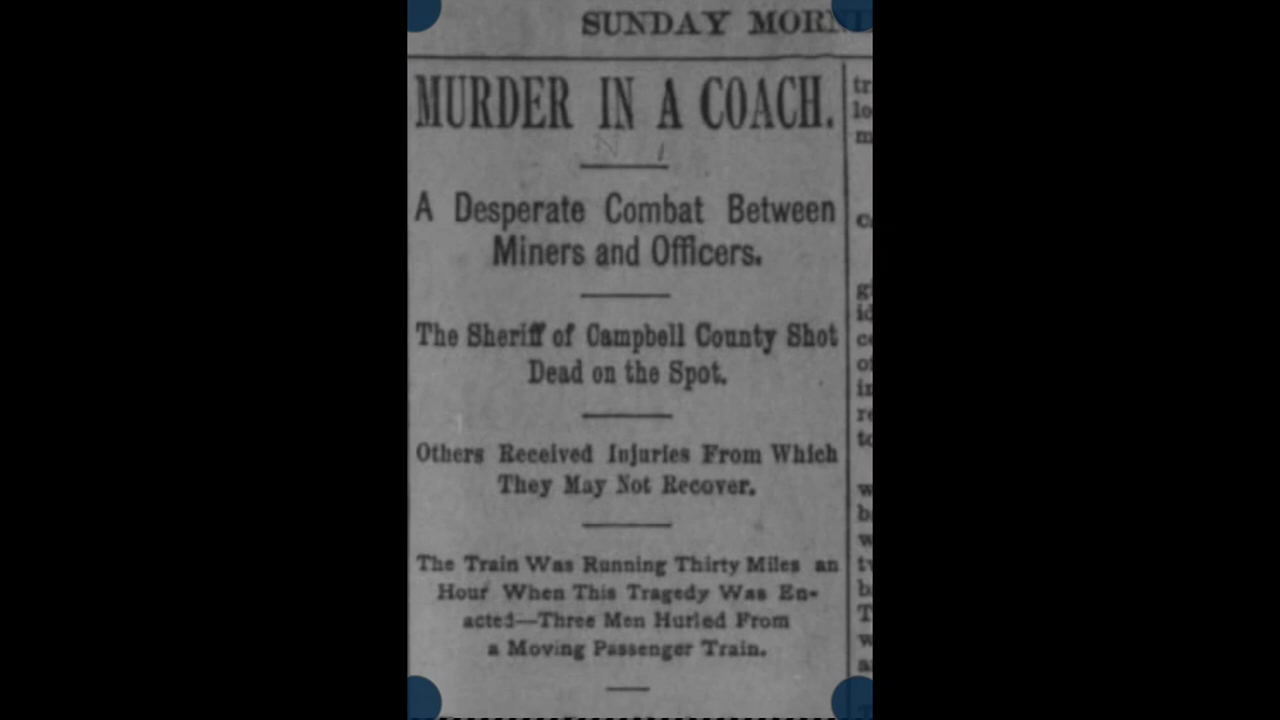 SUNDAY
MURDER IN A COACH.
A Desperate Combat Between
Miners and Officers.
The Sheriff of Campbell County Shot
Dead on the Spot.
Others Received Injuries From Which
They May Not Recover.
The Train Was Running Thirty Miles an
Hour When This Tragedy Was En-
acted—Three Men Hurled From
a Moving Passenger Train.